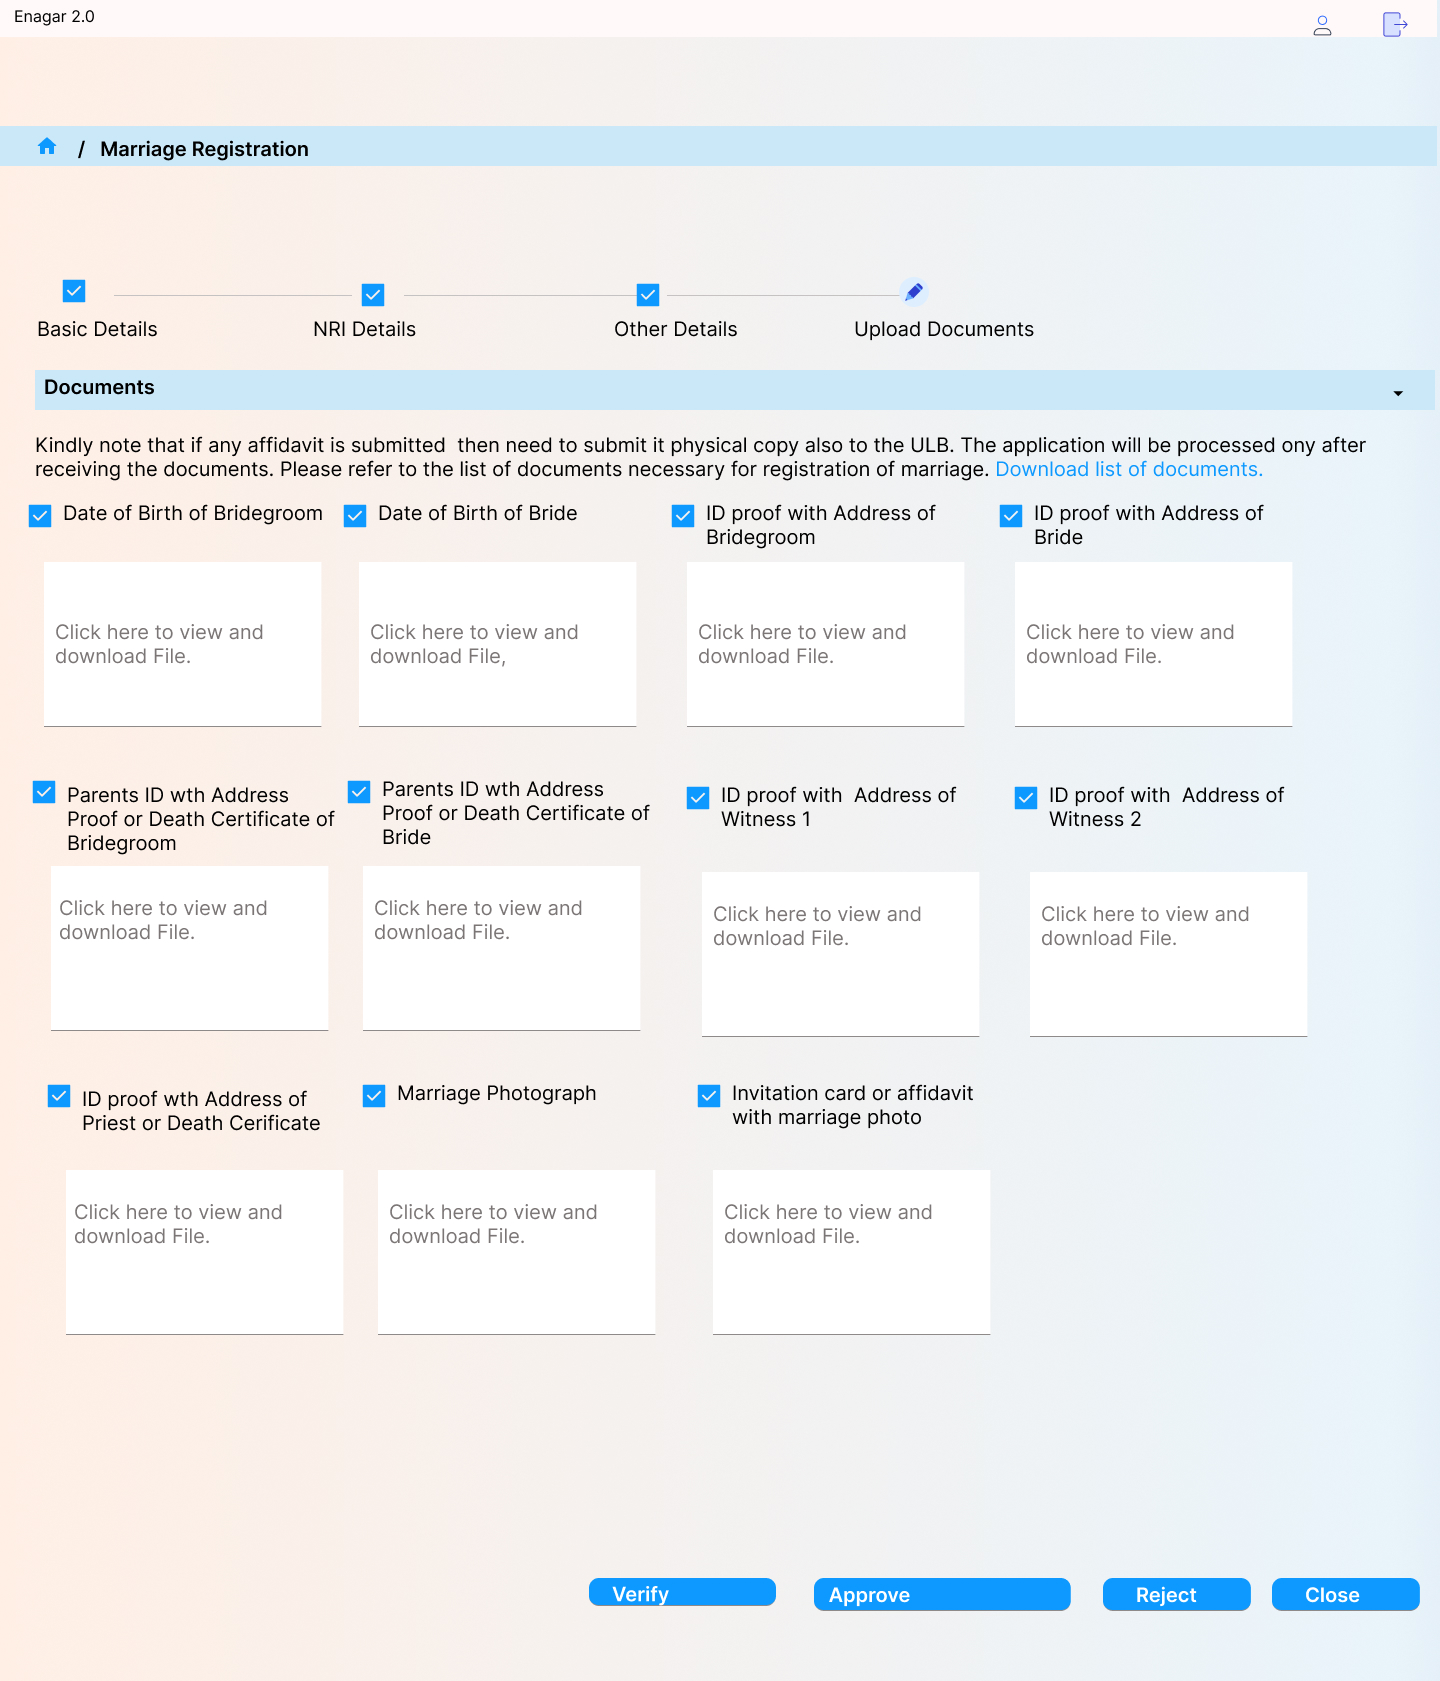 Enagar 2.0
/ Marriage Registration
Basic Details
NRI Details
Other Details
Upload Documents
Documents
Kindly note that if any affidavit is submitted  then need to submit it physical copy also to the ULB. The application will be processed ony after
receiving the documents. Please refer to the list of documents necessary for registration of marriage. Download list of documents.
Date of Birth of Bridegroom
Date of Birth of Bride
ID proof with Address of
Bridegroom
ID proof with Address of
Bride
Click here to view and
download File.
Click here to view and
download File,
Click here to view and
download File.
Click here to view and
download File.
Parents ID wth Address
Proof or Death Certificate of
Bridegroom
Parents ID wth Address
Proof or Death Certificate of
Bride
ID proof with  Address of
Witness 1
ID proof with  Address of
Witness 2
Click here to view and
download File.
Click here to view and
download File.
Click here to view and
download File.
Click here to view and
download File.
ID proof wth Address of
Priest or Death Cerificate
Marriage Photograph
Invitation card or affidavit
with marriage photo
Click here to view and
download File.
Click here to view and
download File.
Click here to view and
download File.
Verify
Approve
Reject
Close